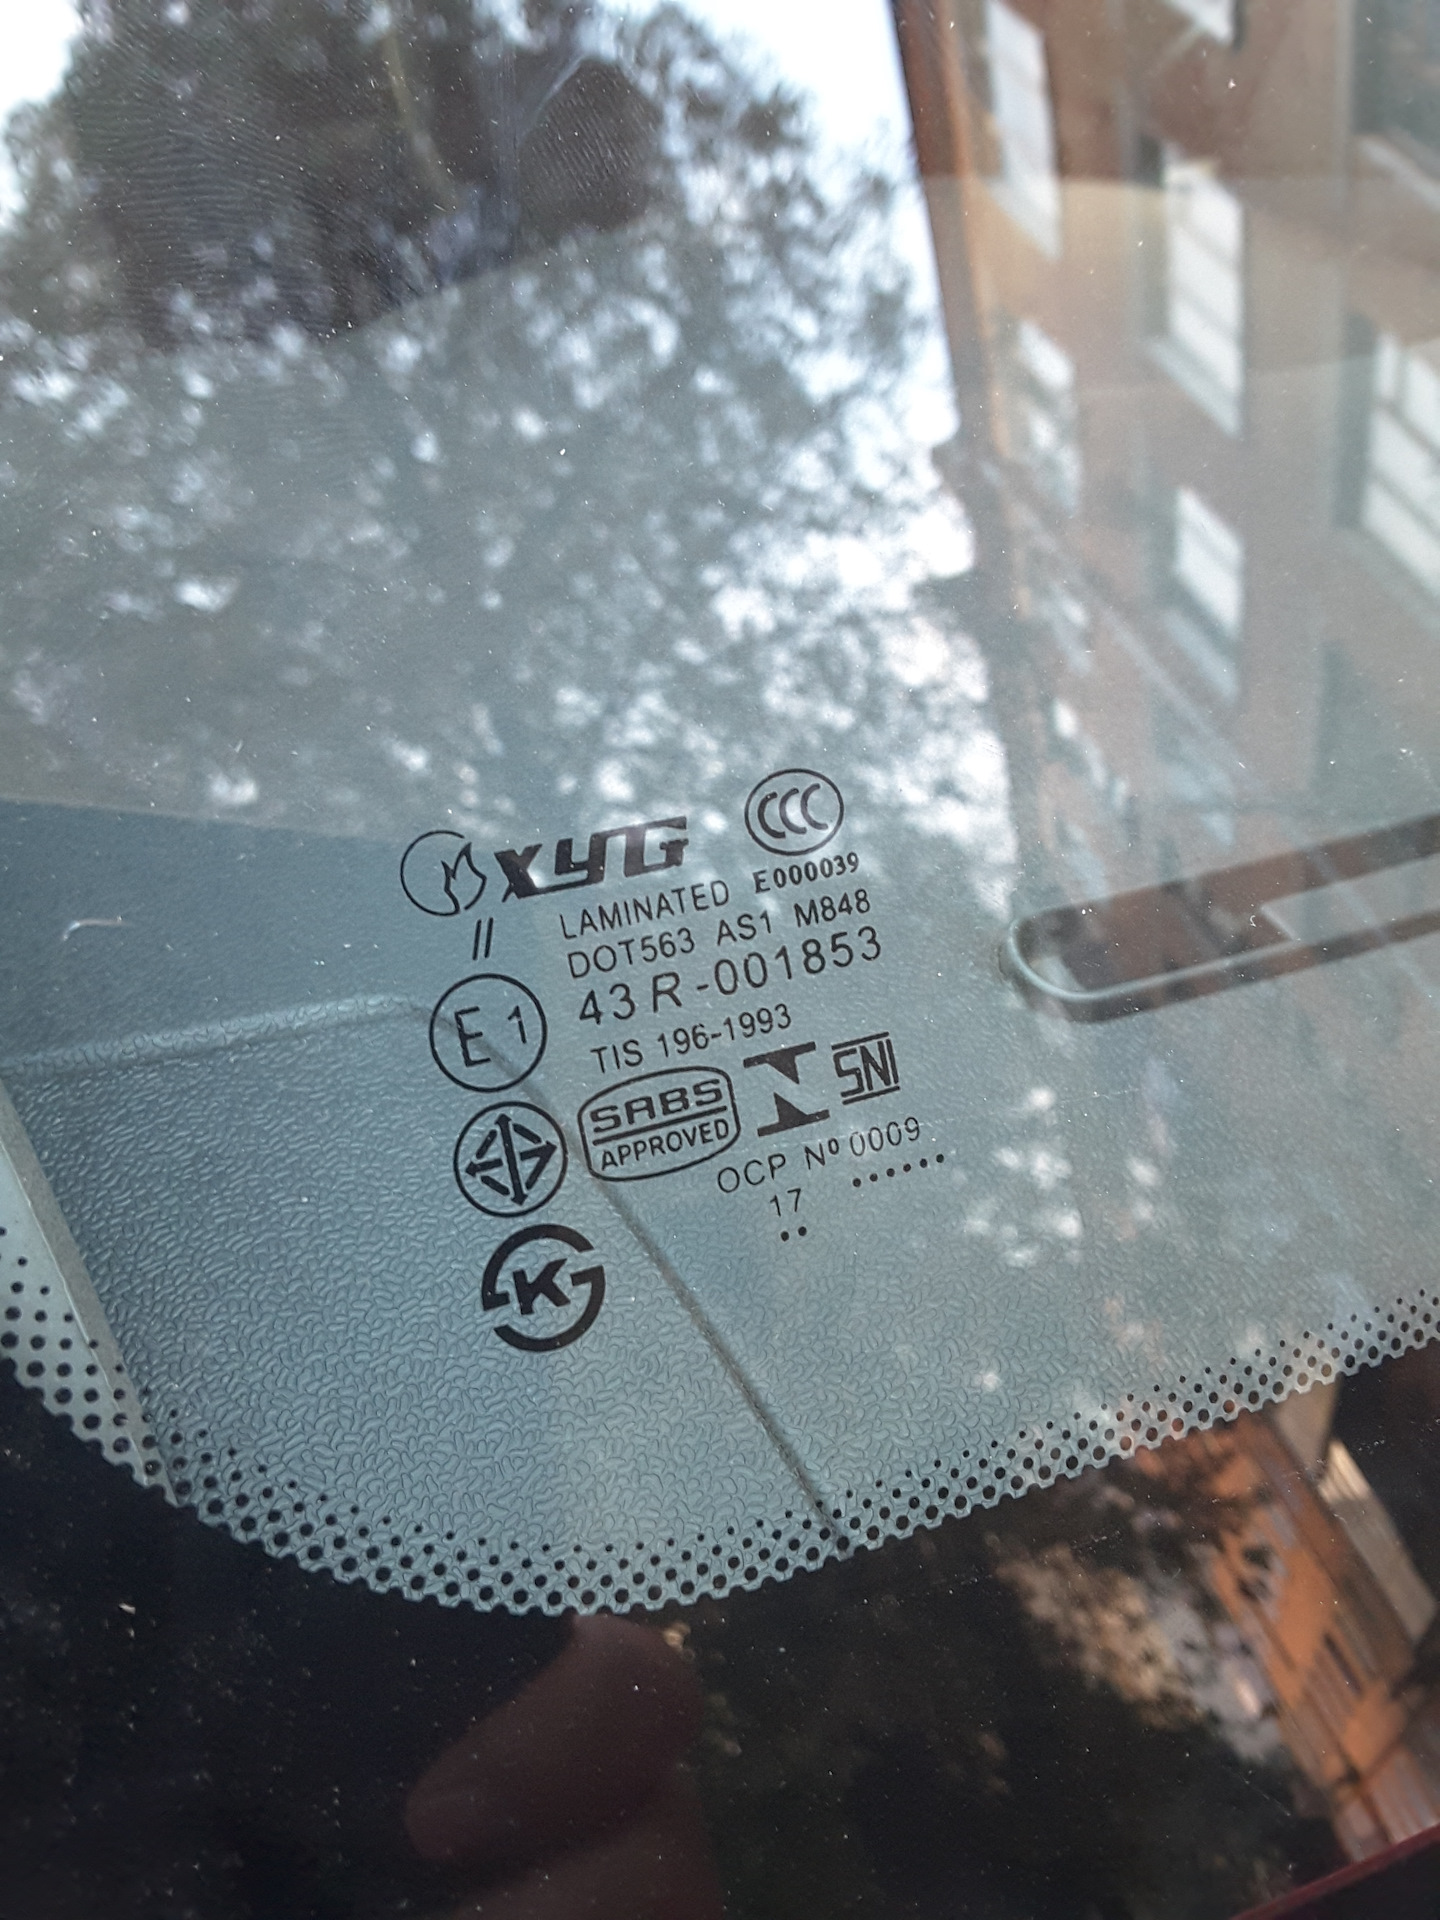 XYG
CCC
E000039
LAMINATED
//
DOT563 AS1 M848
43R-001853
E1
TIS 196-1993
SABS
APPROVED
SNI
OCP Nº 0009
17
••
••••••
K